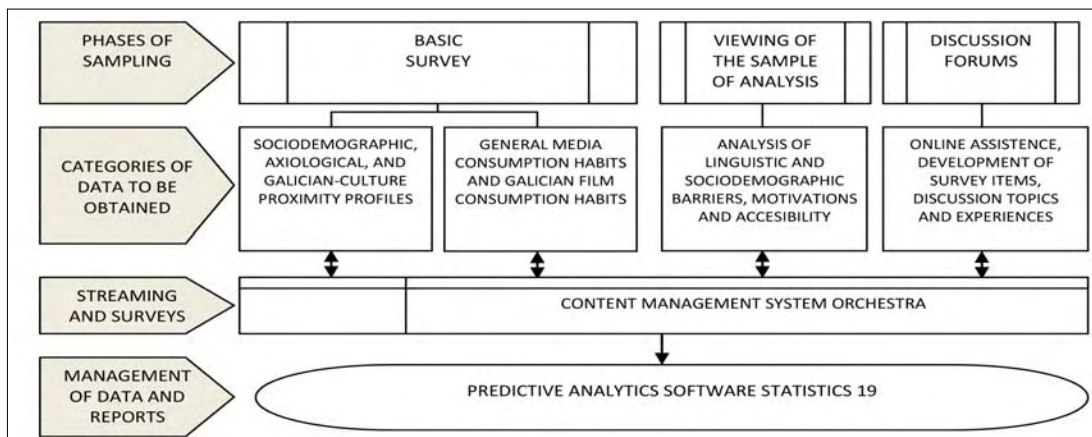 PHASES OF
SAMPLING
BASIC
SURVEY
VIEWING OF
THE SAMPLE
OF ANALYSIS
DISCUSSION
FORUMS
CATEGORIES OF
DATA TO BE
OBTAINED
SOCIODEMOGRAPHIC,
AXIOLOGICAL, AND
GALICIAN-CULTURE
PROXIMITY PROFILES
GENERAL MEDIA
CONSUMPTION HABITS
AND GALICIAN FILM
CONSUMPTION HABITS
ANALYSIS OF
LINGUISTIC AND
SOCIODEMOGRAPHIC
BARRIERS, MOTIVATIONS
AND ACCESIBILITY
ONLINE ASSISTENCE,
DEVELOPMENT OF
SURVEY ITEMS,
DISCUSSION TOPICS
AND EXPERIENCES
STREAMING
AND SURVEYS
CONTENT MANAGEMENT SYSTEM ORCHESTRA
MANAGEMENT
OF DATA AND
REPORTS
PREDICTIVE ANALYTICS SOFTWARE STATISTICS 19